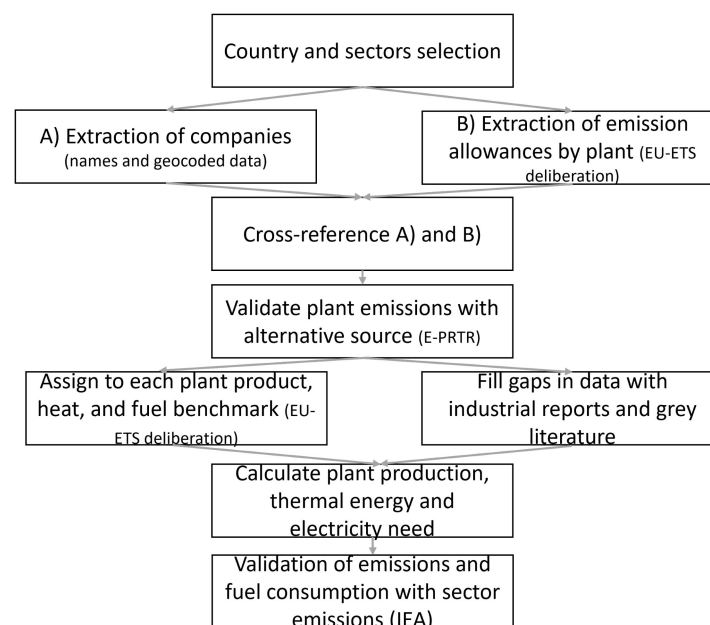 Country and sectors selection
A) Extraction of companies
(names and geocoded data)
B) Extraction of emission
allowances by plant (EU-ETS
deliberation)
Cross-reference A) and B)
Validate plant emissions with
alternative source (E-PRTR)
Assign to each plant product,
heat, and fuel benchmark (EU-
ETS deliberation)
Fill gaps in data with
industrial reports and grey
literature
Calculate plant production,
thermal energy and
electricity need
Validation of emissions and
fuel consumption with sector
emissions (IEA)